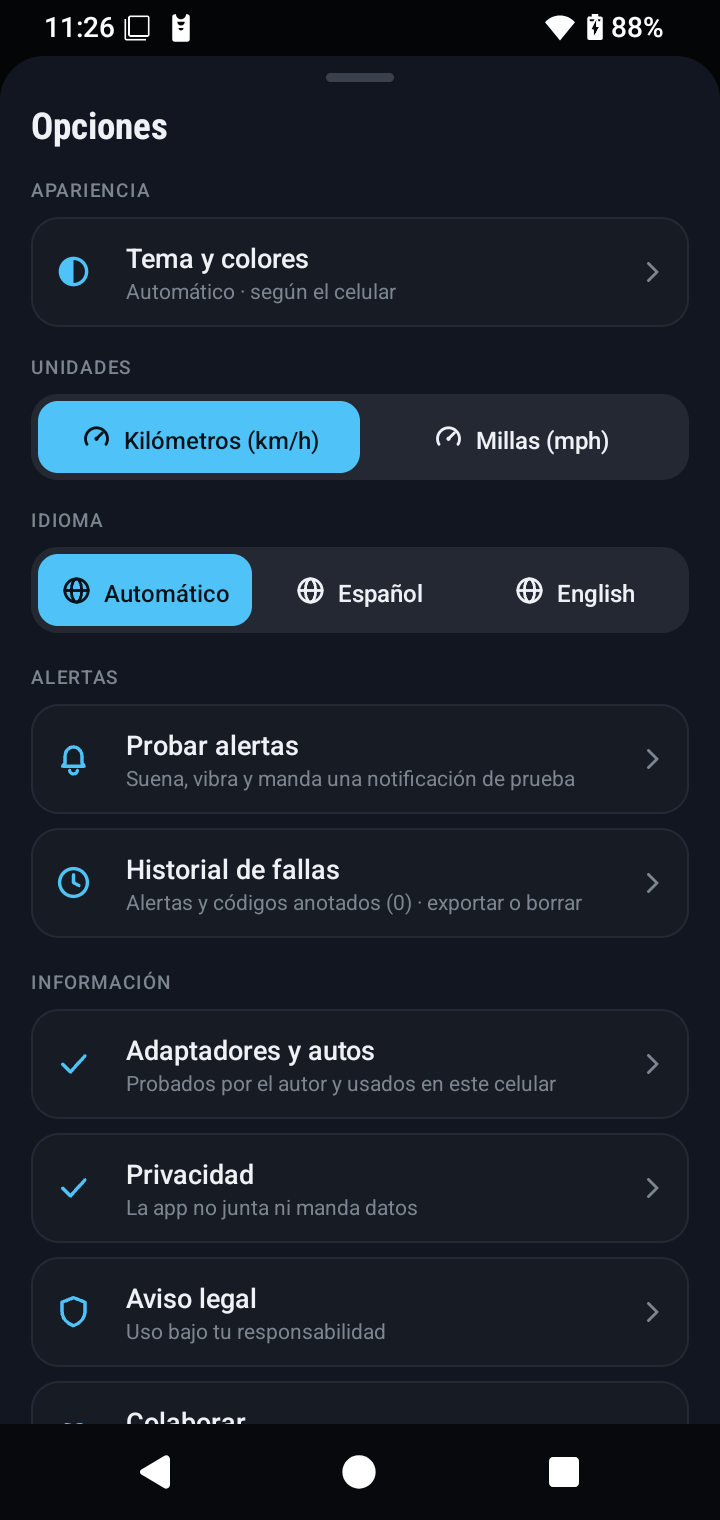 11:26
88%
Opciones
APARIENCIA
Tema y colores
Automático · según el celular
UNIDADES
Kilómetros (km/h)
Millas (mph)
IDIOMA
Automático
Español
English
ALERTAS
Probar alertas
Suena, vibra y manda una notificación de prueba
Historial de fallas
Alertas y códigos anotados (0) · exportar o borrar
INFORMACIÓN
Adaptadores y autos
Probados por el autor y usados en este celular
Privacidad
La app no junta ni manda datos
Aviso legal
Uso bajo tu responsabilidad
Colaborar